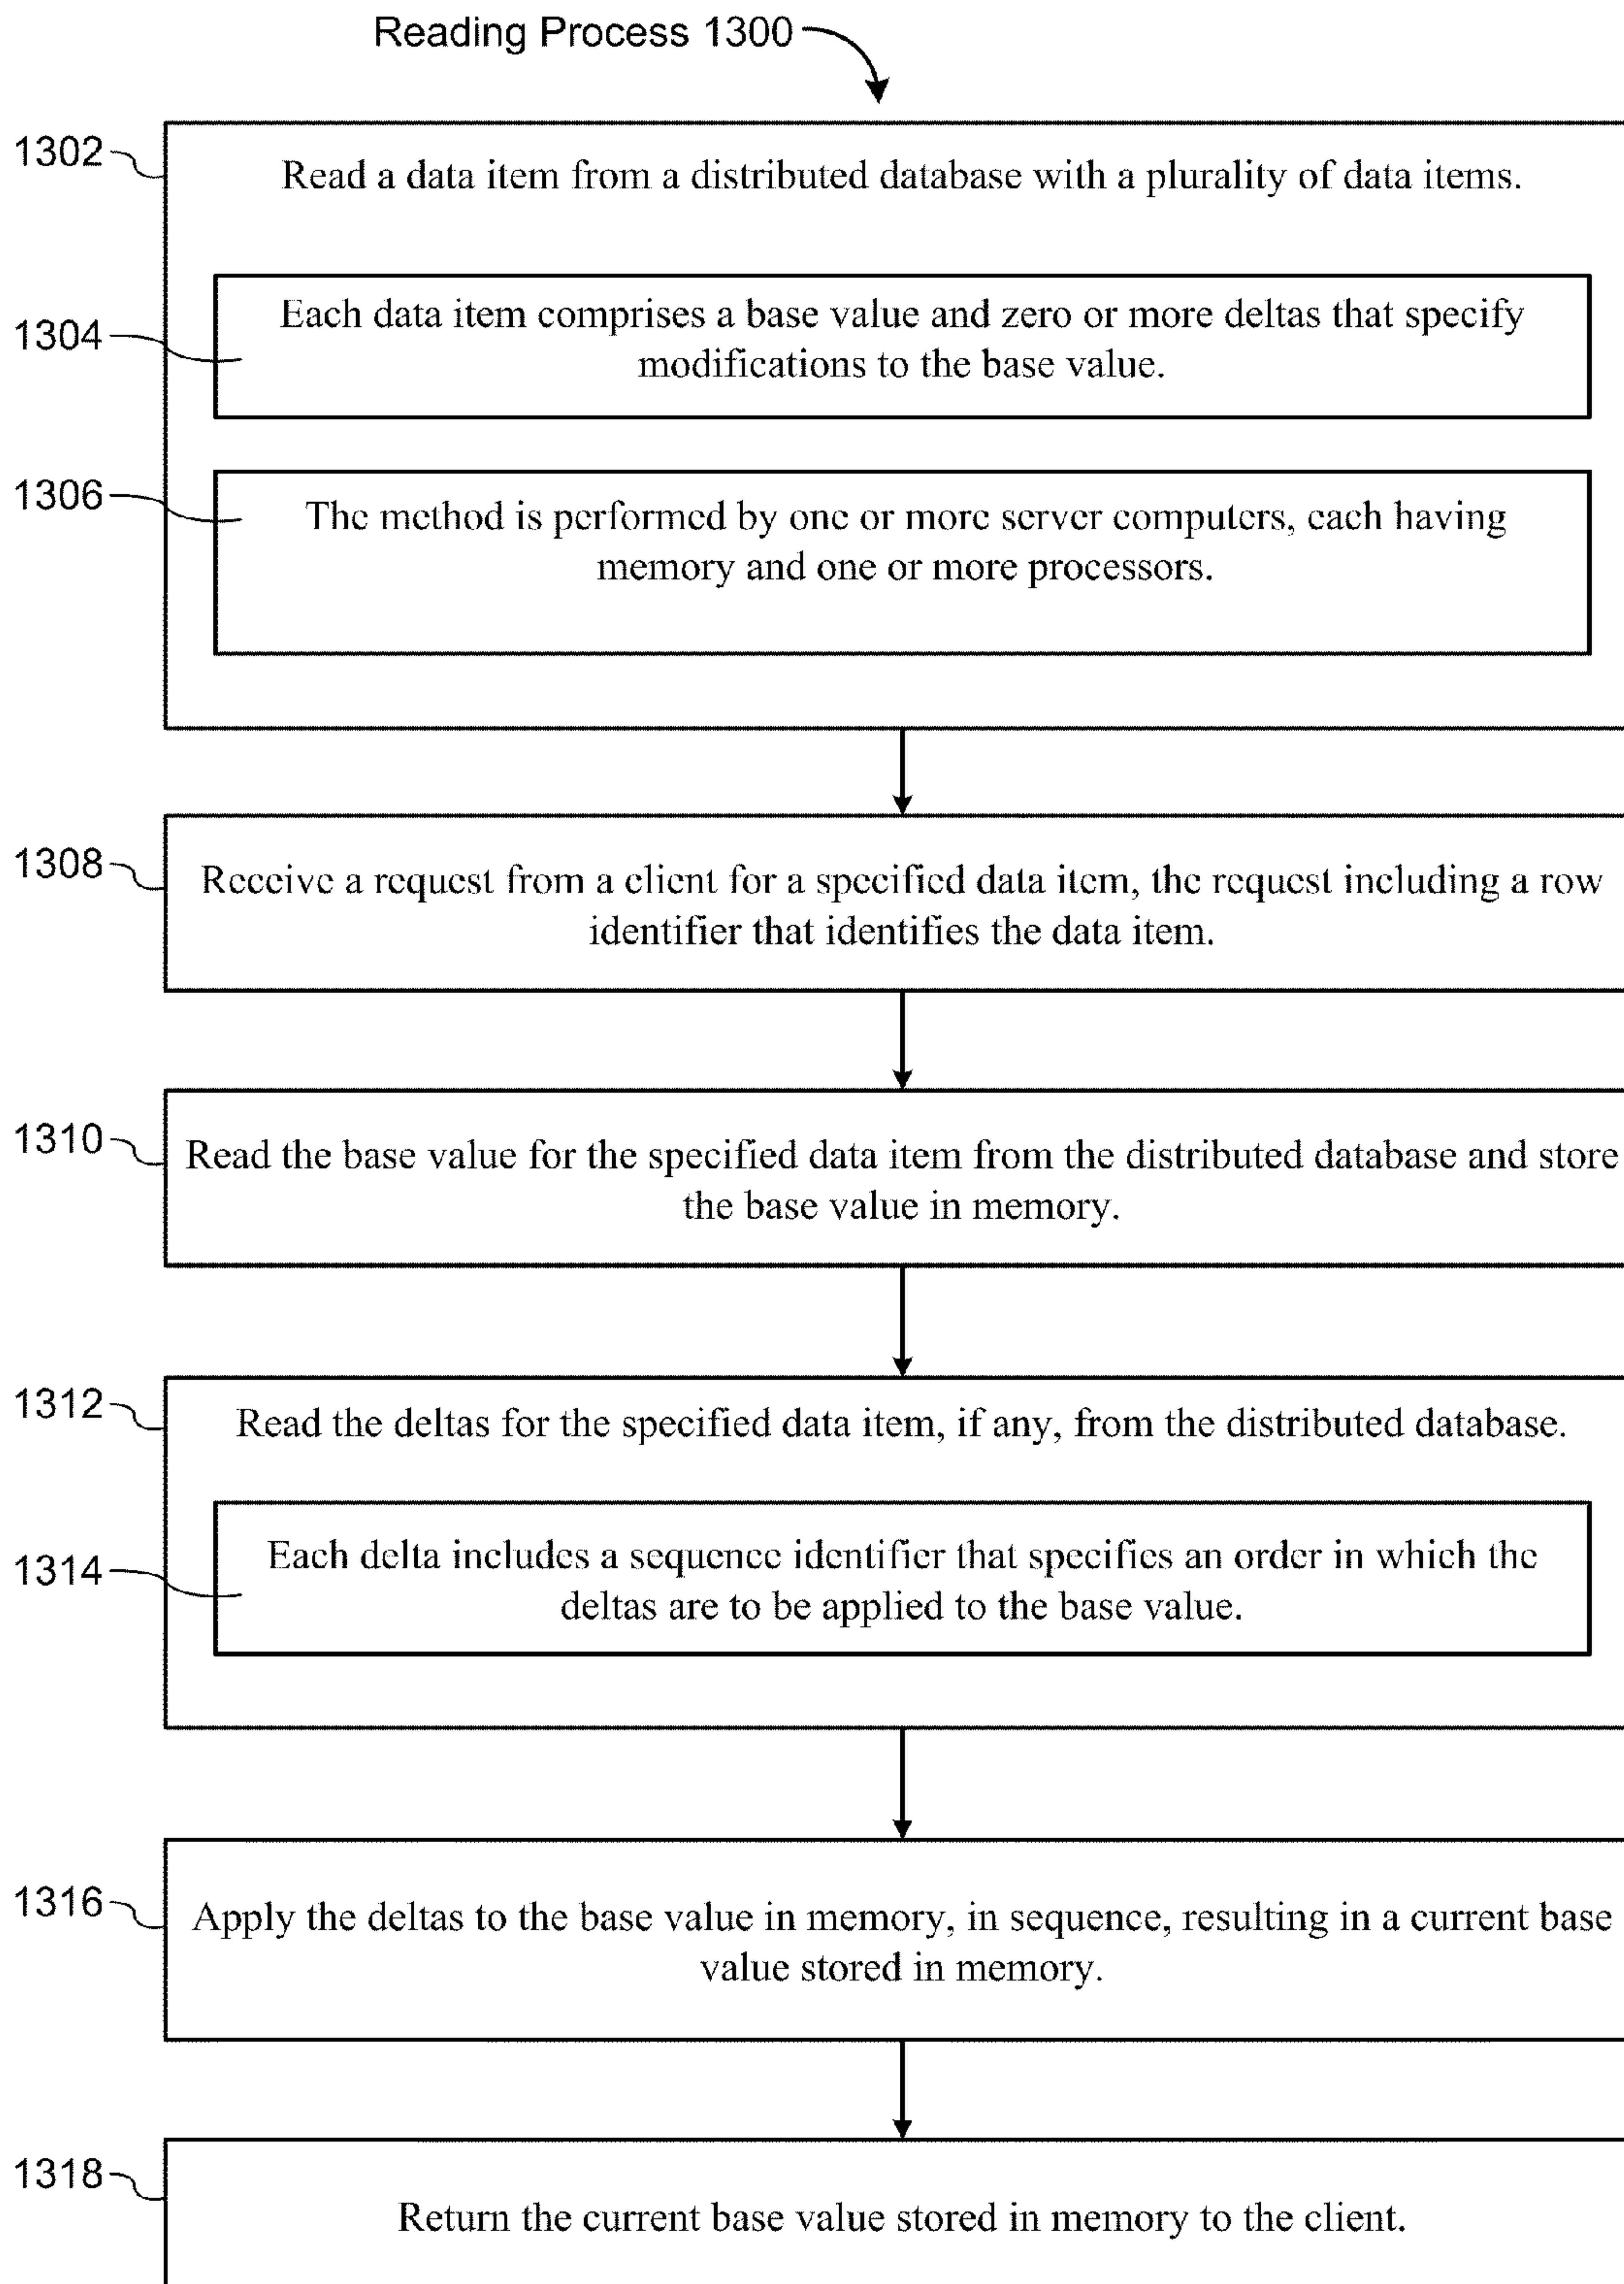 Reading Process 1300
1302
Read a data item from a distributed database with a plurality of data items.
1304
Each data item comprises a base value and zero or more deltas that specify
modifications to the base value.
1306
The method is performed by one or more server computers, each having
memory and one or more processors.
1308
Receive a request from a client for a specified data item, the request including a row
identifier that identifies the data item.
1310
Read the base value for the specified data item from the distributed database and store
the base value in memory.
1312
Read the deltas for the specified data item, if any, from the distributed database.
1314
Each delta includes a sequence identifier that specifies an order in which the
deltas are to be applied to the base value.
1316
Apply the deltas to the base value in memory, in sequence, resulting in a current base
value stored in memory.
1318
Return the current base value stored in memory to the client.